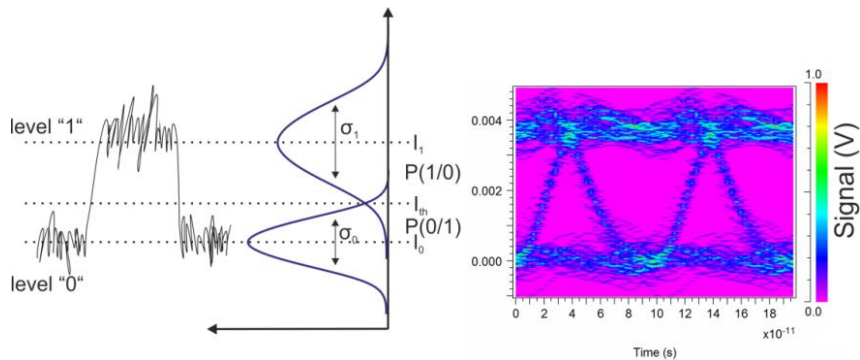 level “1“
level “0“
σ₁
σ₀
I₁
P(1/0)
Iₜₕ
P(0/1)
I₀
0.004
0.002
0.000
0 2 4 6 8 10 12 14 16 18
x10⁻¹¹
Time (s)
1.0
0.0
Signal (V)